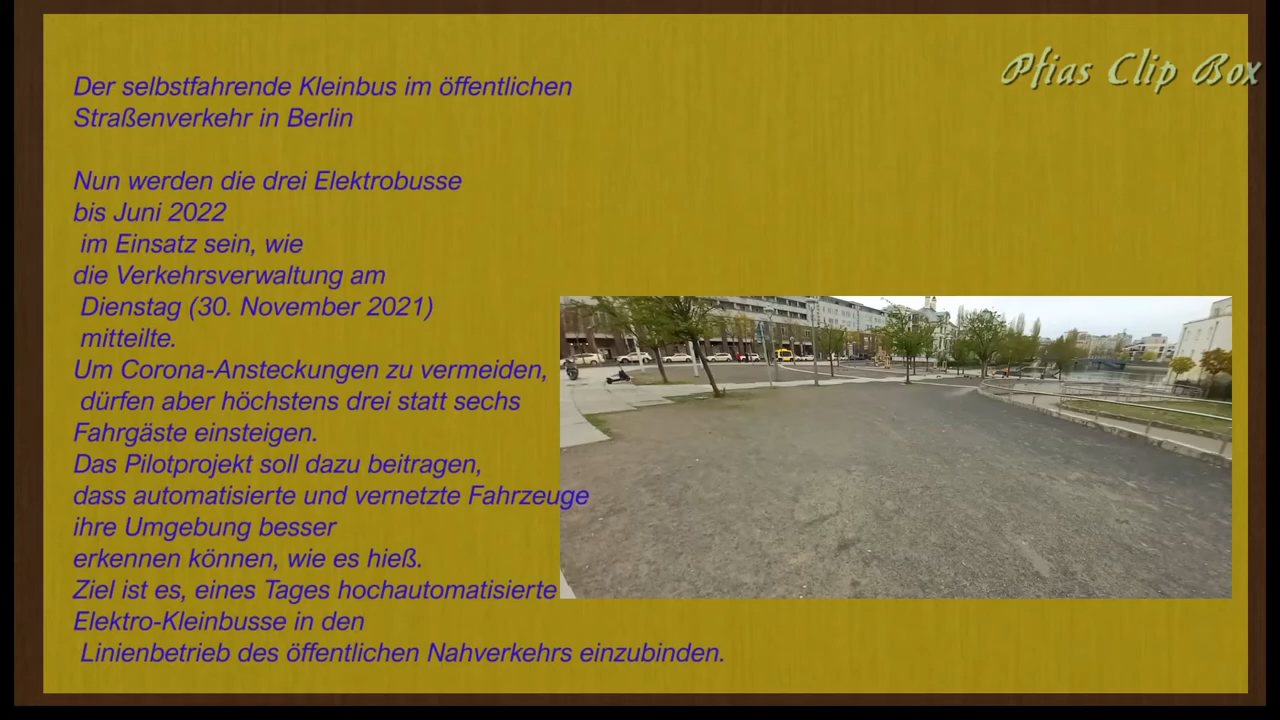 Pfias Clip Box
Der selbstfahrende Kleinbus im öffentlichen
Straßenverkehr in Berlin
Nun werden die drei Elektrobusse
bis Juni 2022
im Einsatz sein, wie
die Verkehrsverwaltung am
Dienstag (30. November 2021)
mitteilte.
Um Corona-Ansteckungen zu vermeiden,
dürfen aber höchstens drei statt sechs
Fahrgäste einsteigen.
Das Pilotprojekt soll dazu beitragen,
dass automatisierte und vernetzte Fahrzeuge
ihre Umgebung besser
erkennen können, wie es hieß.
Ziel ist es, eines Tages hochautomatisierte
Elektro-Kleinbusse in den
Linienbetrieb des öffentlichen Nahverkehrs einzubinden.